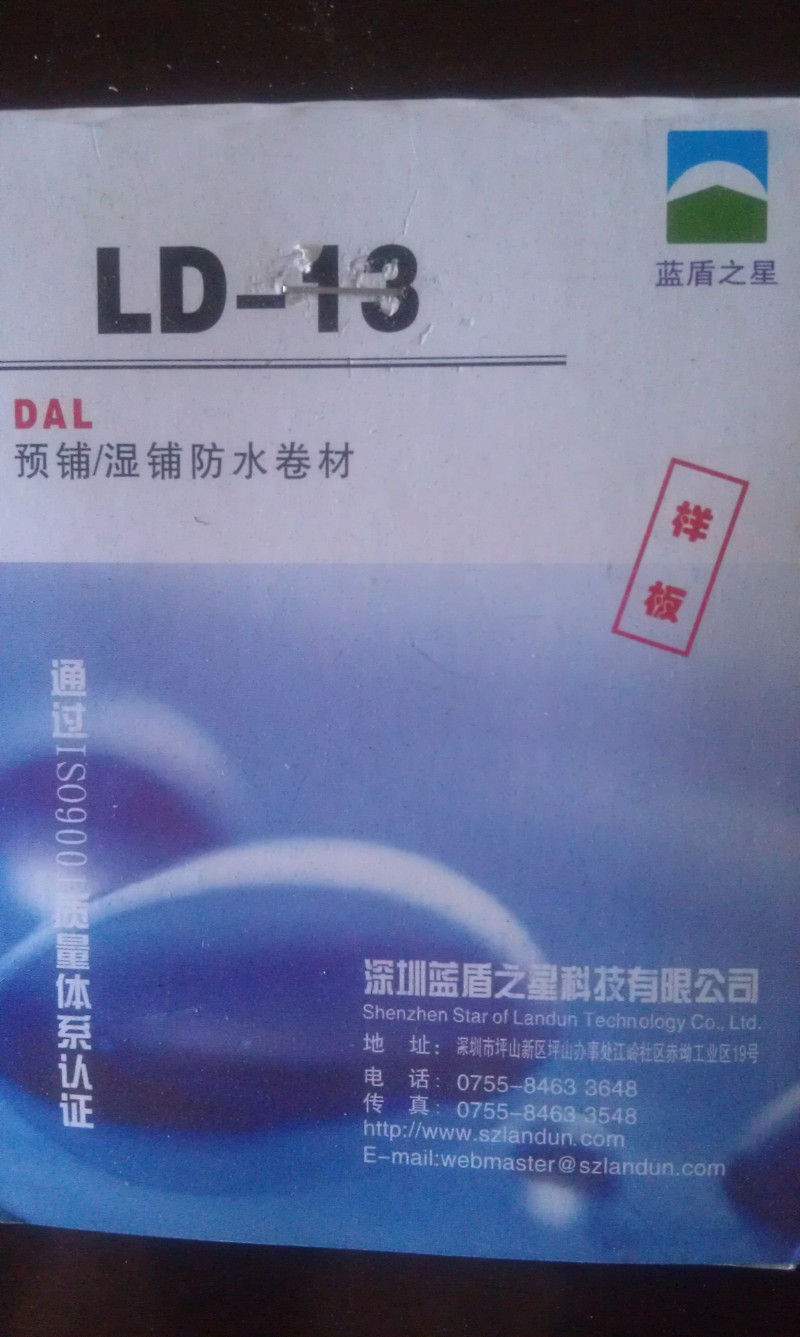 蓝盾之星
LD-13
DAL
预铺/湿铺防水卷材
样板
通过ISO9001质量体系认证
深圳蓝盾之星科技有限公司
Shenzhen Star of Landun Technology Co., Ltd.
地 址：深圳市坪山新区坪山办事处江岭社区赤坳工业区19号
电 话：0755-8463 3648
传 真：0755-8463 3548
http://www.szlandun.com
E-mail:webmaster@szlandun.com